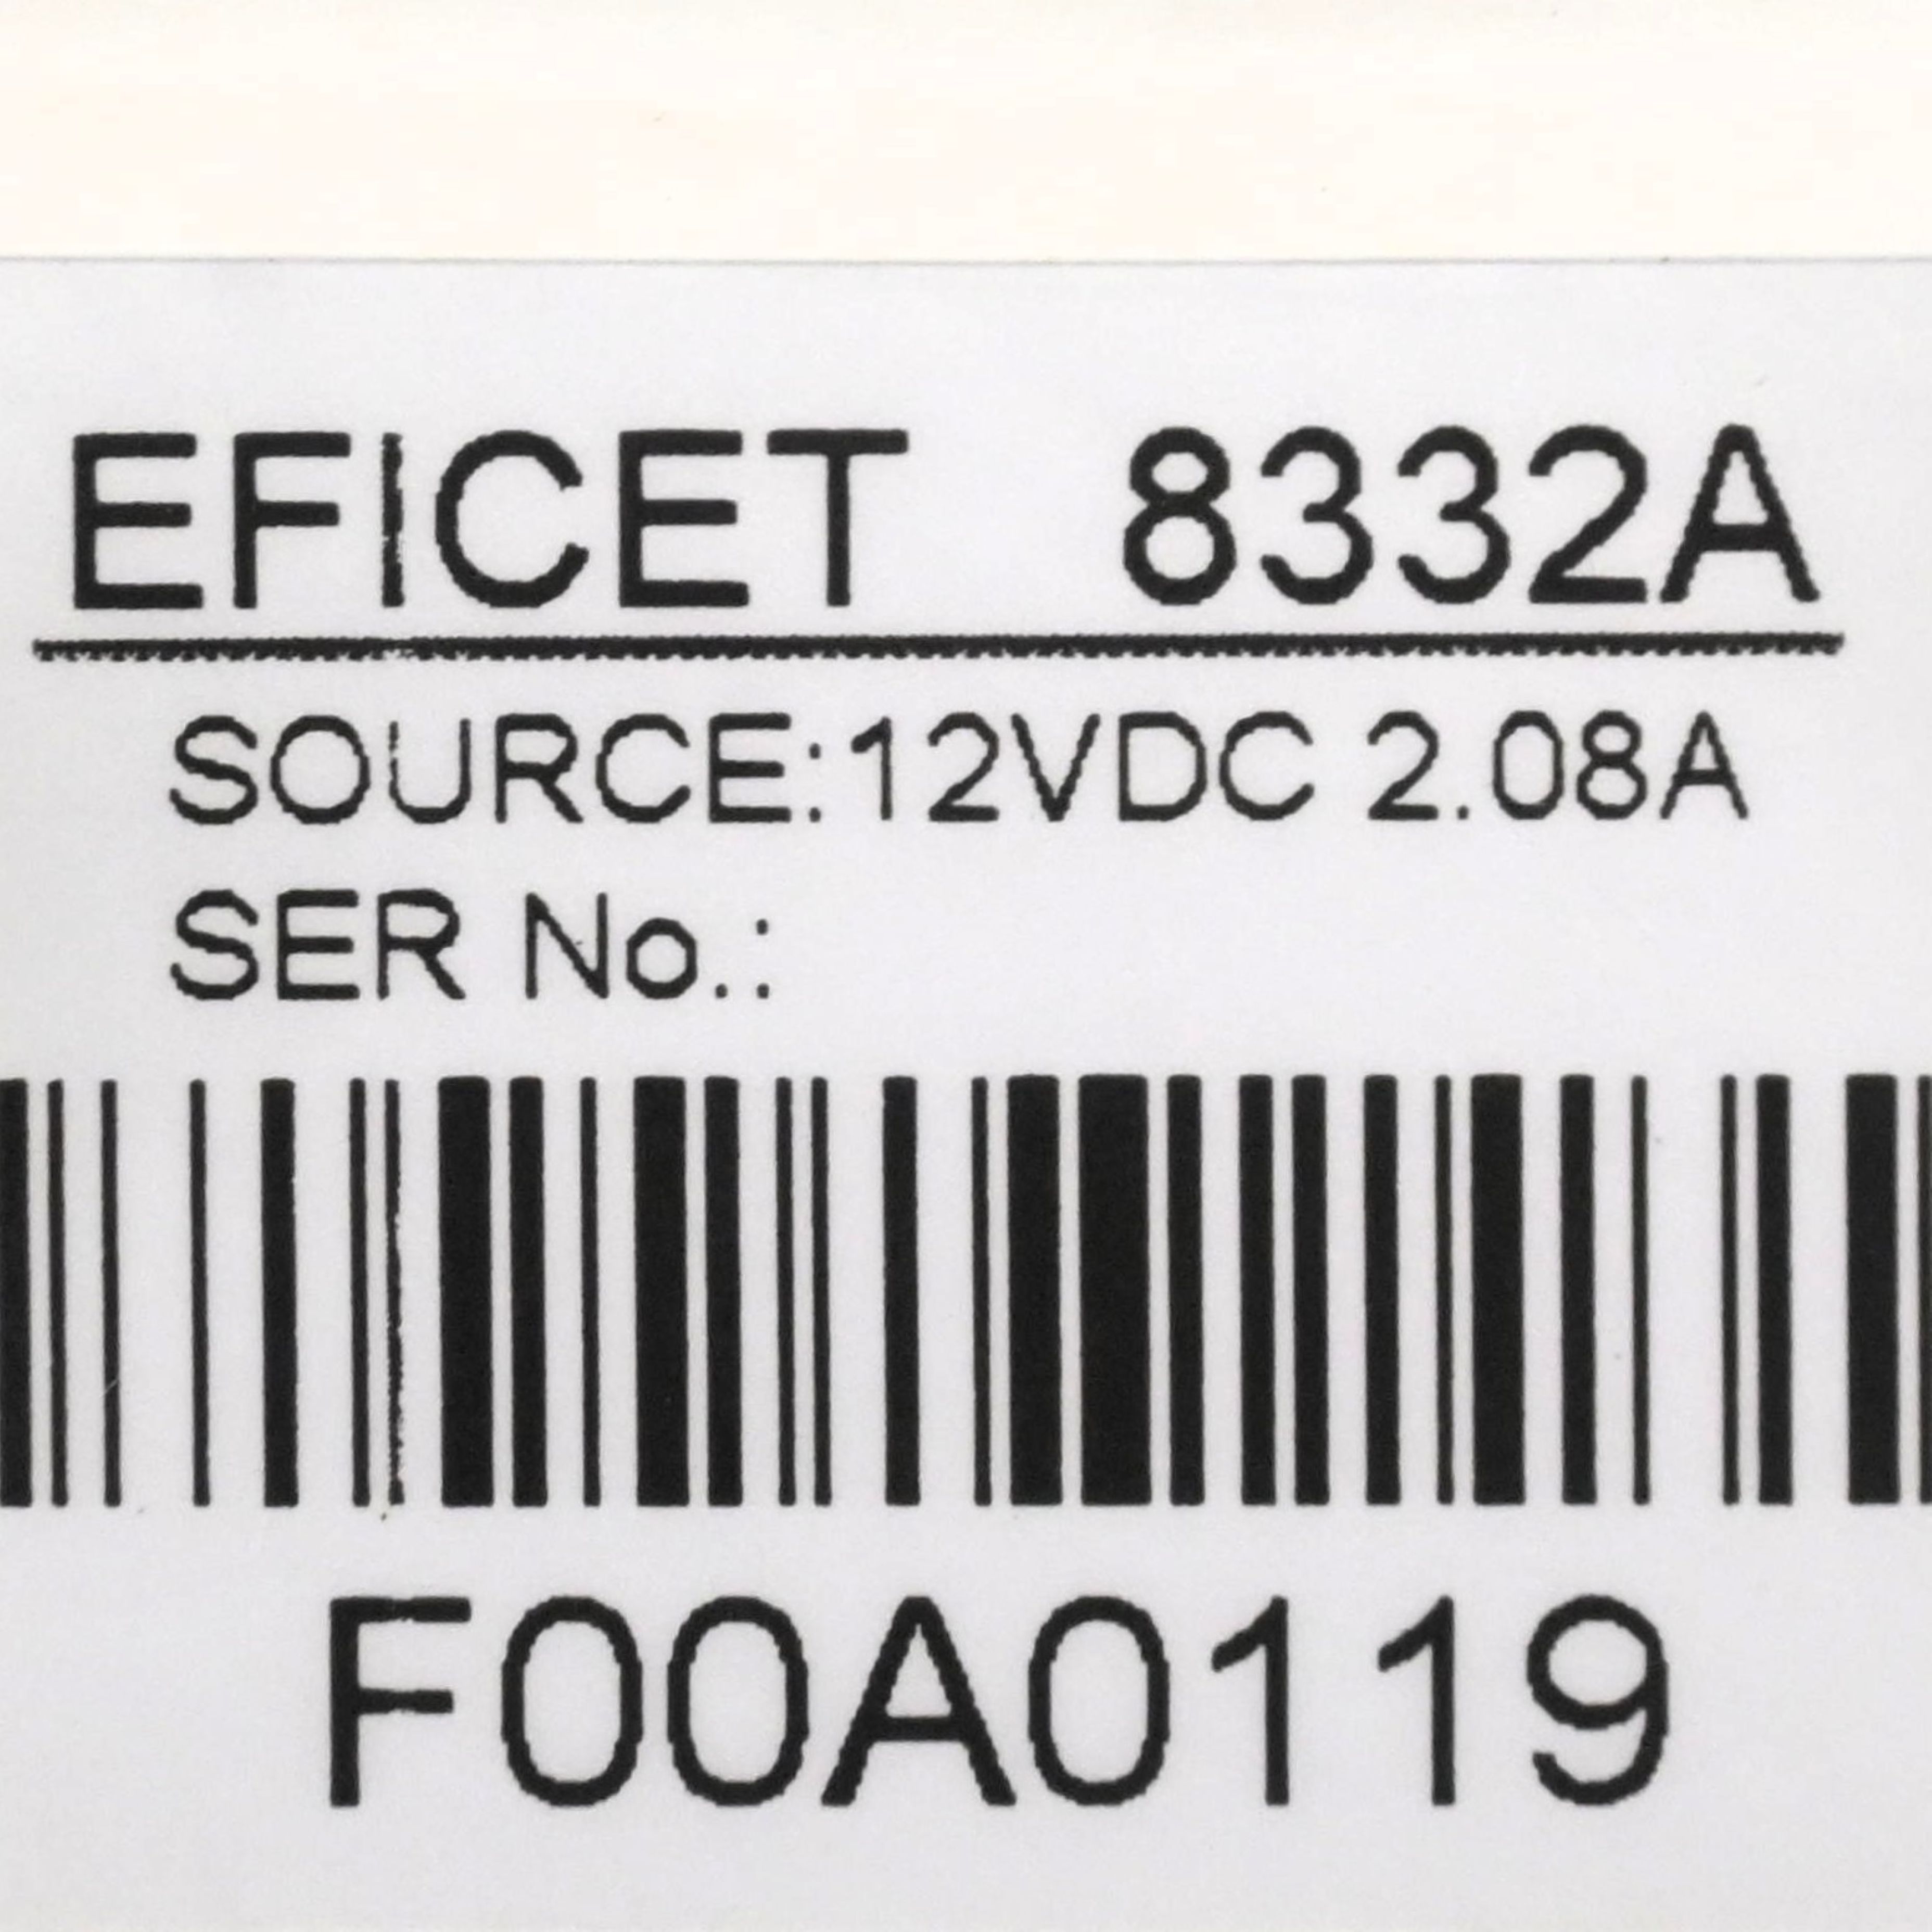 EFICET 8332A
SOURCE:12VDC 2.08A
SER No.:
F00A0119